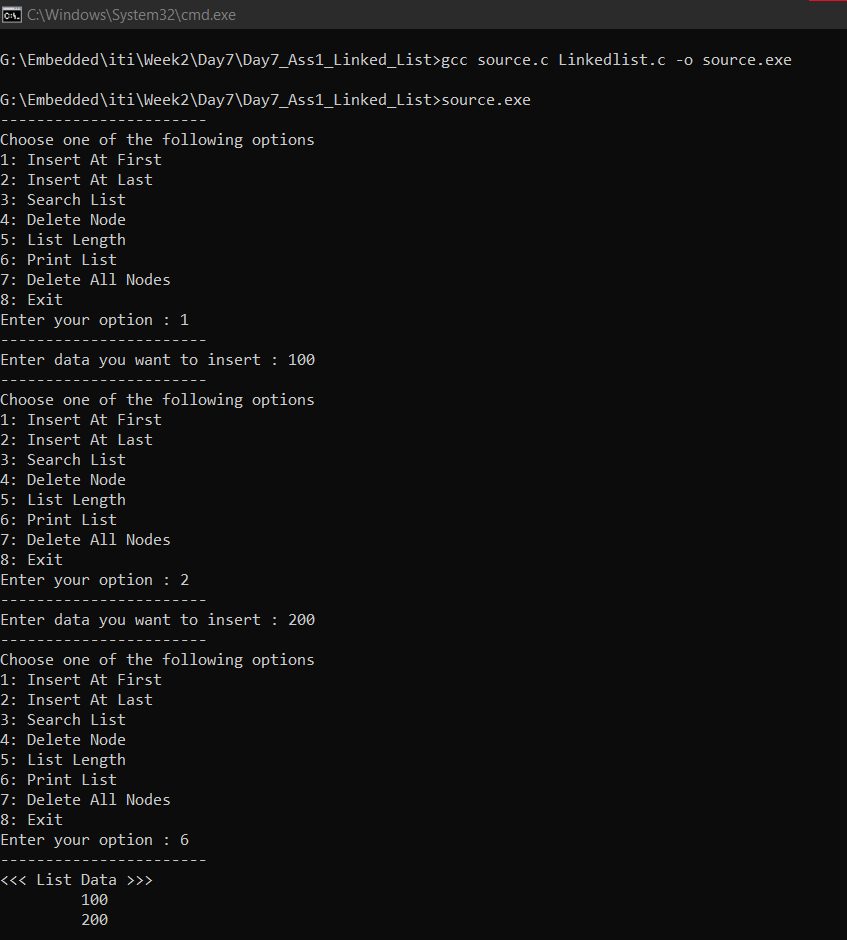 C:\Windows\System32\cmd.exe
G:\Embedded\iti\Week2\Day7\Day7_Ass1_Linked_List>gcc source.c Linkedlist.c -o source.exe
G:\Embedded\iti\Week2\Day7\Day7_Ass1_Linked_List>source.exe
-----------------------
Choose one of the following options
1: Insert At First
2: Insert At Last
3: Search List
4: Delete Node
5: List Length
6: Print List
7: Delete All Nodes
8: Exit
Enter your option : 1
-----------------------
Enter data you want to insert : 100
-----------------------
Choose one of the following options
1: Insert At First
2: Insert At Last
3: Search List
4: Delete Node
5: List Length
6: Print List
7: Delete All Nodes
8: Exit
Enter your option : 2
-----------------------
Enter data you want to insert : 200
-----------------------
Choose one of the following options
1: Insert At First
2: Insert At Last
3: Search List
4: Delete Node
5: List Length
6: Print List
7: Delete All Nodes
8: Exit
Enter your option : 6
-----------------------
<<< List Data >>>
100
200